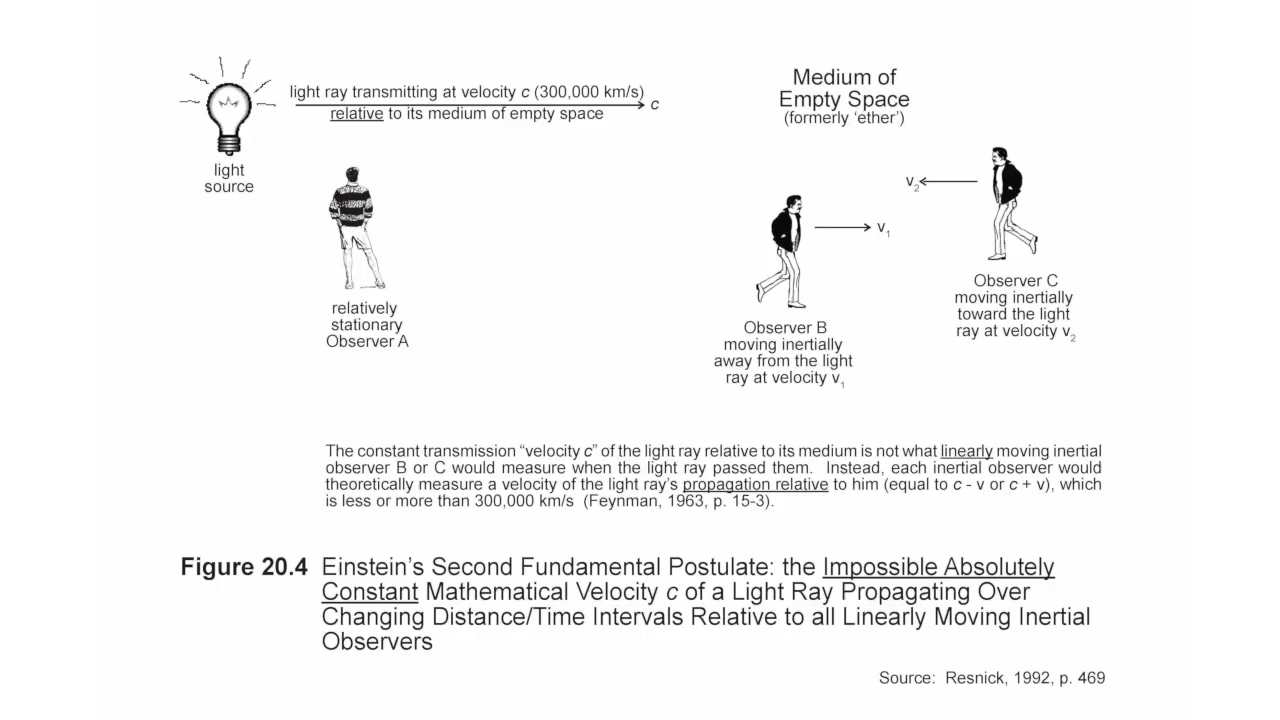 light ray transmitting at velocity c (300,000 km/s)
c
relative to its medium of empty space
light
source
Medium of
Empty Space
(formerly ‘ether’)
v2
v1
relatively
stationary
Observer A
Observer B
moving inertially
away from the light
ray at velocity v1
Observer C
moving inertially
toward the light
ray at velocity v2
The constant transmission “velocity c” of the light ray relative to its medium is not what linearly moving inertial
observer B or C would measure when the light ray passed them. Instead, each inertial observer would
theoretically measure a velocity of the light ray’s propagation relative to him (equal to c - v or c + v), which
is less or more than 300,000 km/s (Feynman, 1963, p. 15-3).
Figure 20.4 Einstein’s Second Fundamental Postulate: the Impossible Absolutely
Constant Mathematical Velocity c of a Light Ray Propagating Over
Changing Distance/Time Intervals Relative to all Linearly Moving Inertial
Observers
Source: Resnick, 1992, p. 469